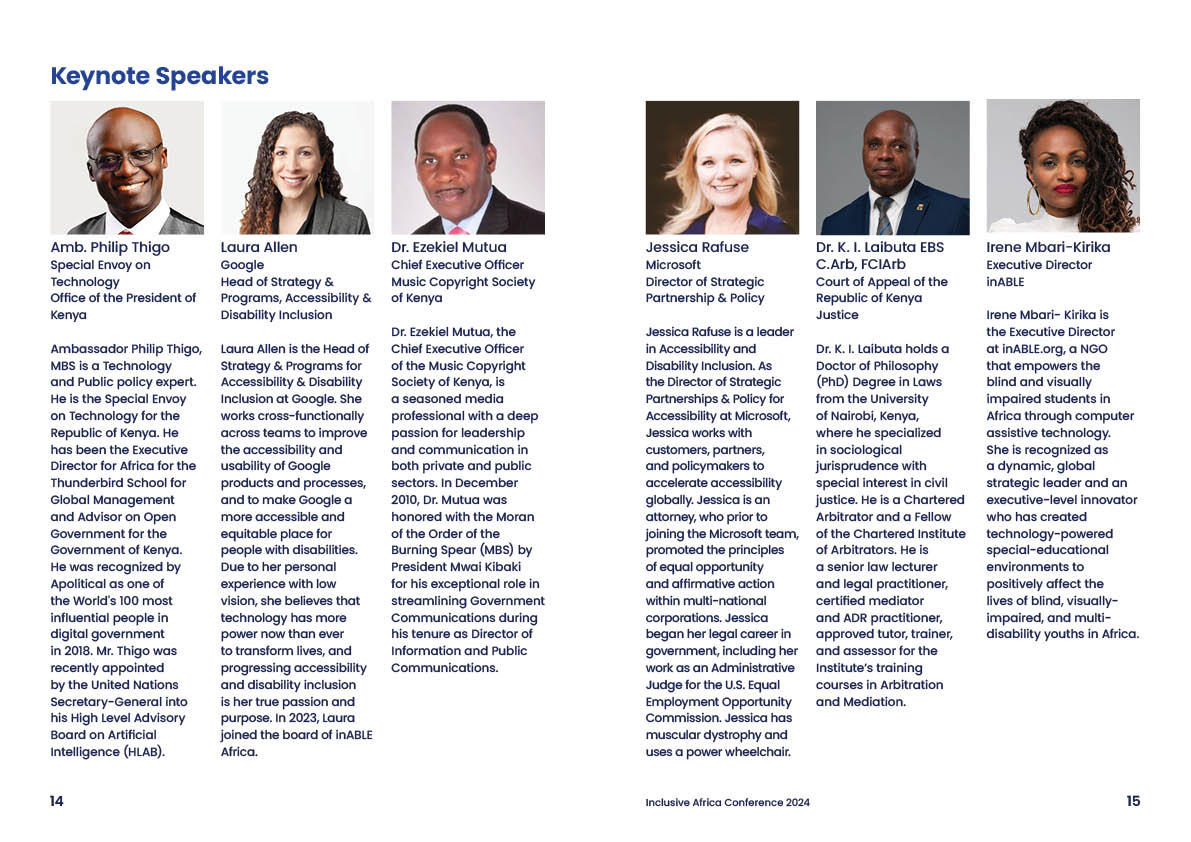 Keynote Speakers
Amb. Philip Thigo
Special Envoy on
Technology
Office of the President of
Kenya
Ambassador Philip Thigo,
MBS is a Technology
and Public policy expert.
He is the Special Envoy
on Technology for the
Republic of Kenya. He
has been the Executive
Director for Africa for the
Thunderbird School for
Global Management
and Advisor on Open
Government for the
Government of Kenya.
He was recognized by
Apolitical as one of
the World's 100 most
influential people in
digital government
in 2018. Mr. Thigo was
recently appointed
by the United Nations
Secretary-General into
his High Level Advisory
Board on Artificial
Intelligence (HLAB).
Laura Allen
Google
Head of Strategy &
Programs, Accessibility &
Disability Inclusion
Laura Allen is the Head of
Strategy & Programs for
Accessibility & Disability
Inclusion at Google. She
works cross-functionally
across teams to improve
the accessibility and
usability of Google
products and processes,
and to make Google a
more accessible and
equitable place for
people with disabilities.
Due to her personal
experience with low
vision, she believes that
technology has more
power now than ever
to transform lives, and
progressing accessibility
and disability inclusion
is her true passion and
purpose. In 2023, Laura
joined the board of inABLE
Africa.
Dr. Ezekiel Mutua
Chief Executive Officer
Music Copyright Society
of Kenya
Dr. Ezekiel Mutua, the
Chief Executive Officer
of the Music Copyright
Society of Kenya, is
a seasoned media
professional with a deep
passion for leadership
and communication in
both private and public
sectors. In December
2010, Dr. Mutua was
honored with the Moran
of the Order of the
Burning Spear (MBS) by
President Mwai Kibaki
for his exceptional role in
streamlining Government
Communications during
his tenure as Director of
Information and Public
Communications.
14
Jessica Rafuse
Microsoft
Director of Strategic
Partnership & Policy
Jessica Rafuse is a leader
in Accessibility and
Disability Inclusion. As
the Director of Strategic
Partnerships & Policy for
Accessibility at Microsoft,
Jessica works with
customers, partners,
and policymakers to
accelerate accessibility
globally. Jessica is an
attorney, who prior to
joining the Microsoft team,
promoted the principles
of equal opportunity
and affirmative action
within multi-national
corporations. Jessica
began her legal career in
government, including her
work as an Administrative
Judge for the U.S. Equal
Employment Opportunity
Commission. Jessica has
muscular dystrophy and
uses a power wheelchair.
Dr. K. I. Laibuta EBS
C.Arb, FCIArb
Court of Appeal of the
Republic of Kenya
Justice
Dr. K. I. Laibuta holds a
Doctor of Philosophy
(PhD) Degree in Laws
from the University
of Nairobi, Kenya,
where he specialized
in sociological
jurisprudence with
special interest in civil
justice. He is a Chartered
Arbitrator and a Fellow
of the Chartered Institute
of Arbitrators. He is
a senior law lecturer
and legal practitioner,
certified mediator
and ADR practitioner,
approved tutor, trainer,
and assessor for the
Institute’s training
courses in Arbitration
and Mediation.
Irene Mbari-Kirika
Executive Director
inABLE
Irene Mbari- Kirika is
the Executive Director
at inABLE.org, a NGO
that empowers the
blind and visually
impaired students in
Africa through computer
assistive technology.
She is recognized as
a dynamic, global
strategic leader and an
executive-level innovator
who has created
technology-powered
special-educational
environments to
positively affect the
lives of blind, visually-
impaired, and multi-
disability youths in Africa.
Inclusive Africa Conference 2024
15